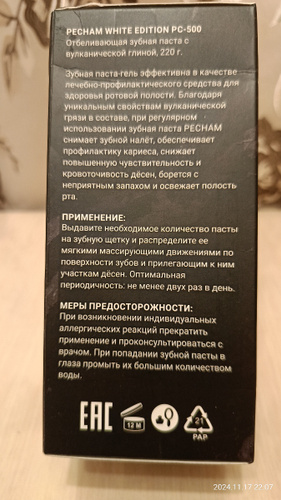 PECHAM WHITE EDITION PC-500
Отбеливающая зубная паста с
вулканической глиной, 220 г.
Зубная паста-гель эффективна в качестве
лечебно-профилактического средства для
здоровья ротовой полости. Благодаря
уникальным свойствам вулканической
грязи в составе, при регулярном
использовании зубная паста PECHAM
снимает зубной налёт, обеспечивает
профилактику кариеса, снижает
повышенную чувствительность и
кровоточивость дёсен, борется с
неприятным запахом и освежает полость
рта.
ПРИМЕНЕНИЕ:
Выдавите необходимое количество пасты
на зубную щетку и распределите ее
мягкими массирующими движениями по
поверхности зубов и прилегающим к ним
участкам дёсен. Оптимальная
периодичность: не менее двух раз в день.
МЕРЫ ПРЕДОСТОРОЖНОСТИ:
При возникновении индивидуальных
аллергических реакций прекратить
применение и проконсультироваться с
врачом. При попадании зубной пасты в
глаза промыть их большим количеством
воды.
EAC
12 M
21
PAP
2024.11.17 22:07